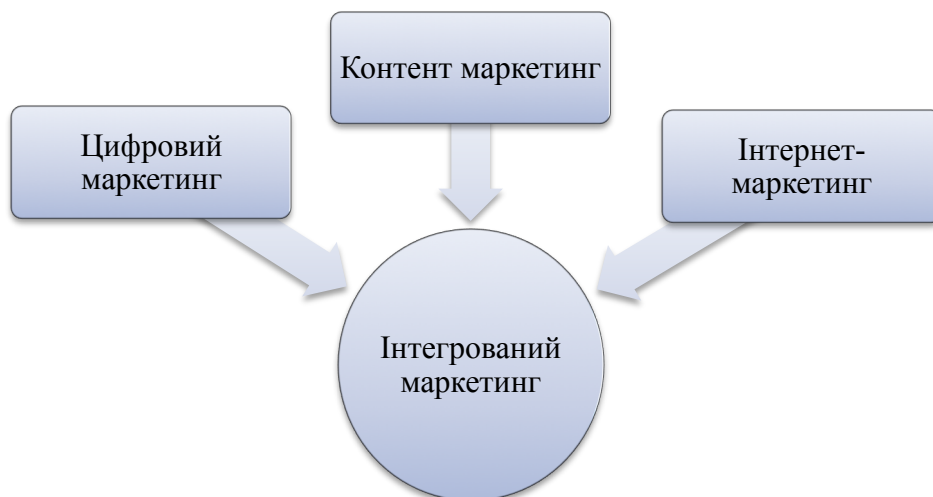 Контент маркетинг
Цифровий
маркетинг
Інтернет-
маркетинг
Інтегрований
маркетинг